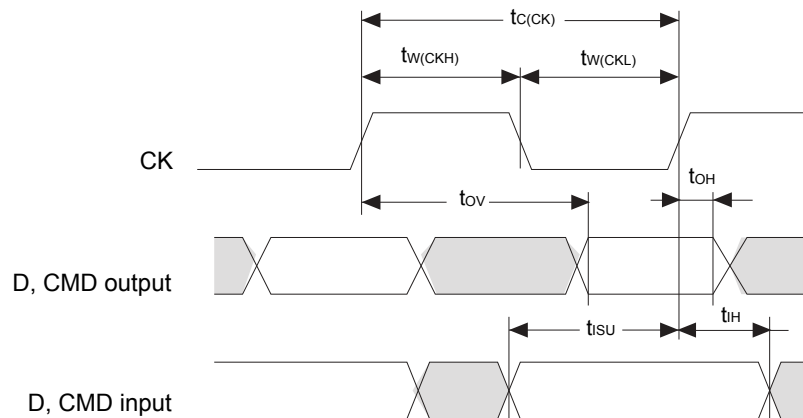 tC(CK)
tW(CKH) tW(CKL)
CK
tOH
tOV
D, CMD output
tISU tIH
D, CMD input